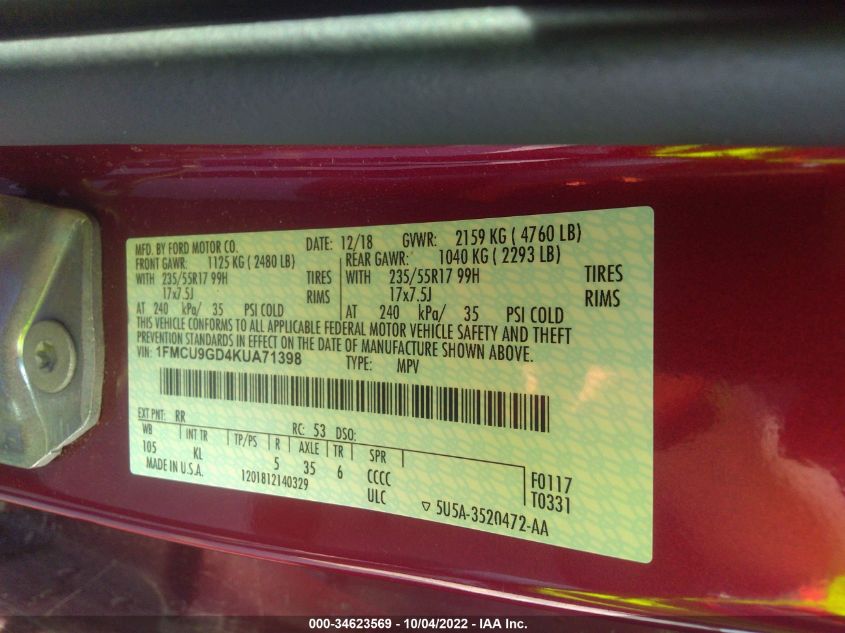 MFD. BY FORD MOTOR CO. DATE: 12/18 GVWR: 2159 KG ( 4760 LB)
FRONT GAWR: 1125 KG ( 2480 LB) REAR GAWR: 1040 KG ( 2293 LB)
WITH 235/55R17 99H TIRES WITH 235/55R17 99H TIRES
17x7.5J RIMS 17x7.5J RIMS
AT 240 kPa/ 35 PSI COLD AT 240 kPa/ 35 PSI COLD
THIS VEHICLE CONFORMS TO ALL APPLICABLE FEDERAL MOTOR VEHICLE SAFETY AND THEFT
PREVENTION STANDARDS IN EFFECT ON THE DATE OF MANUFACTURE SHOWN ABOVE.
VIN: 1FMCU9GD4KUA71398 TYPE: MPV
EXT PNT: RR RC: 53 DSO:
WB INT TR TP/PS R AXLE TR SPR
105 KL 5 35 6 CCCC F0117
MADE IN U.S.A. 1201812140329 ULC T0331
5U5A-3520472-AA
000-34623569 - 10/04/2022 - IAA Inc.